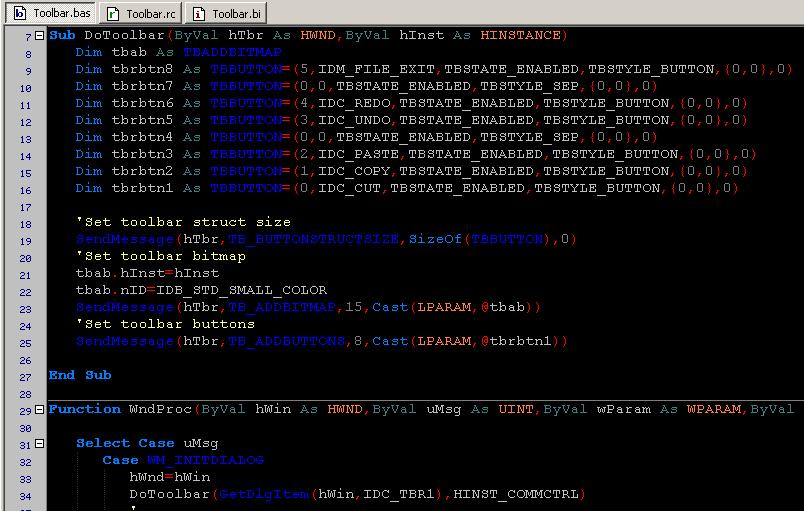 Toolbar.bas Toolbar.rc Toolbar.bi
7 Sub DoToolbar(ByVal hTbr As HWND,ByVal hInst As HINSTANCE)
8 Dim tbab As TBADDBITMAP
9 Dim tbrbtn8 As TBBUTTON=(5,IDM_FILE_EXIT,TBSTATE_ENABLED,TBSTYLE_BUTTON,{0,0},0)
10 Dim tbrbtn7 As TBBUTTON=(0,0,TBSTATE_ENABLED,TBSTYLE_SEP,{0,0},0)
11 Dim tbrbtn6 As TBBUTTON=(4,IDC_REDO,TBSTATE_ENABLED,TBSTYLE_BUTTON,{0,0},0)
12 Dim tbrbtn5 As TBBUTTON=(3,IDC_UNDO,TBSTATE_ENABLED,TBSTYLE_BUTTON,{0,0},0)
13 Dim tbrbtn4 As TBBUTTON=(0,0,TBSTATE_ENABLED,TBSTYLE_SEP,{0,0},0)
14 Dim tbrbtn3 As TBBUTTON=(2,IDC_PASTE,TBSTATE_ENABLED,TBSTYLE_BUTTON,{0,0},0)
15 Dim tbrbtn2 As TBBUTTON=(1,IDC_COPY,TBSTATE_ENABLED,TBSTYLE_BUTTON,{0,0},0)
16 Dim tbrbtn1 As TBBUTTON=(0,IDC_CUT,TBSTATE_ENABLED,TBSTYLE_BUTTON,{0,0},0)
17
18 'Set toolbar struct size
19 SendMessage(hTbr,TB_BUTTONSTRUCTSIZE,SizeOf(TBBUTTON),0)
20 'Set toolbar bitmap
21 tbab.hInst=hInst
22 tbab.nID=IDB_STD_SMALL_COLOR
23 SendMessage(hTbr,TB_ADDBITMAP,15,Cast(LPARAM,@tbab))
24 'Set toolbar buttons
25 SendMessage(hTbr,TB_ADDBUTTONS,8,Cast(LPARAM,@tbrbtn1))
26
27 End Sub
28
29 Function WndProc(ByVal hWin As HWND,ByVal uMsg As UINT,ByVal wParam As WPARAM,ByVal
30
31 Select Case uMsg
32 Case WM_INITDIALOG
33 hWnd=hWin
34 DoToolbar(GetDlgItem(hWin,IDC_TBR1),HINST_COMMCTRL)
35 '